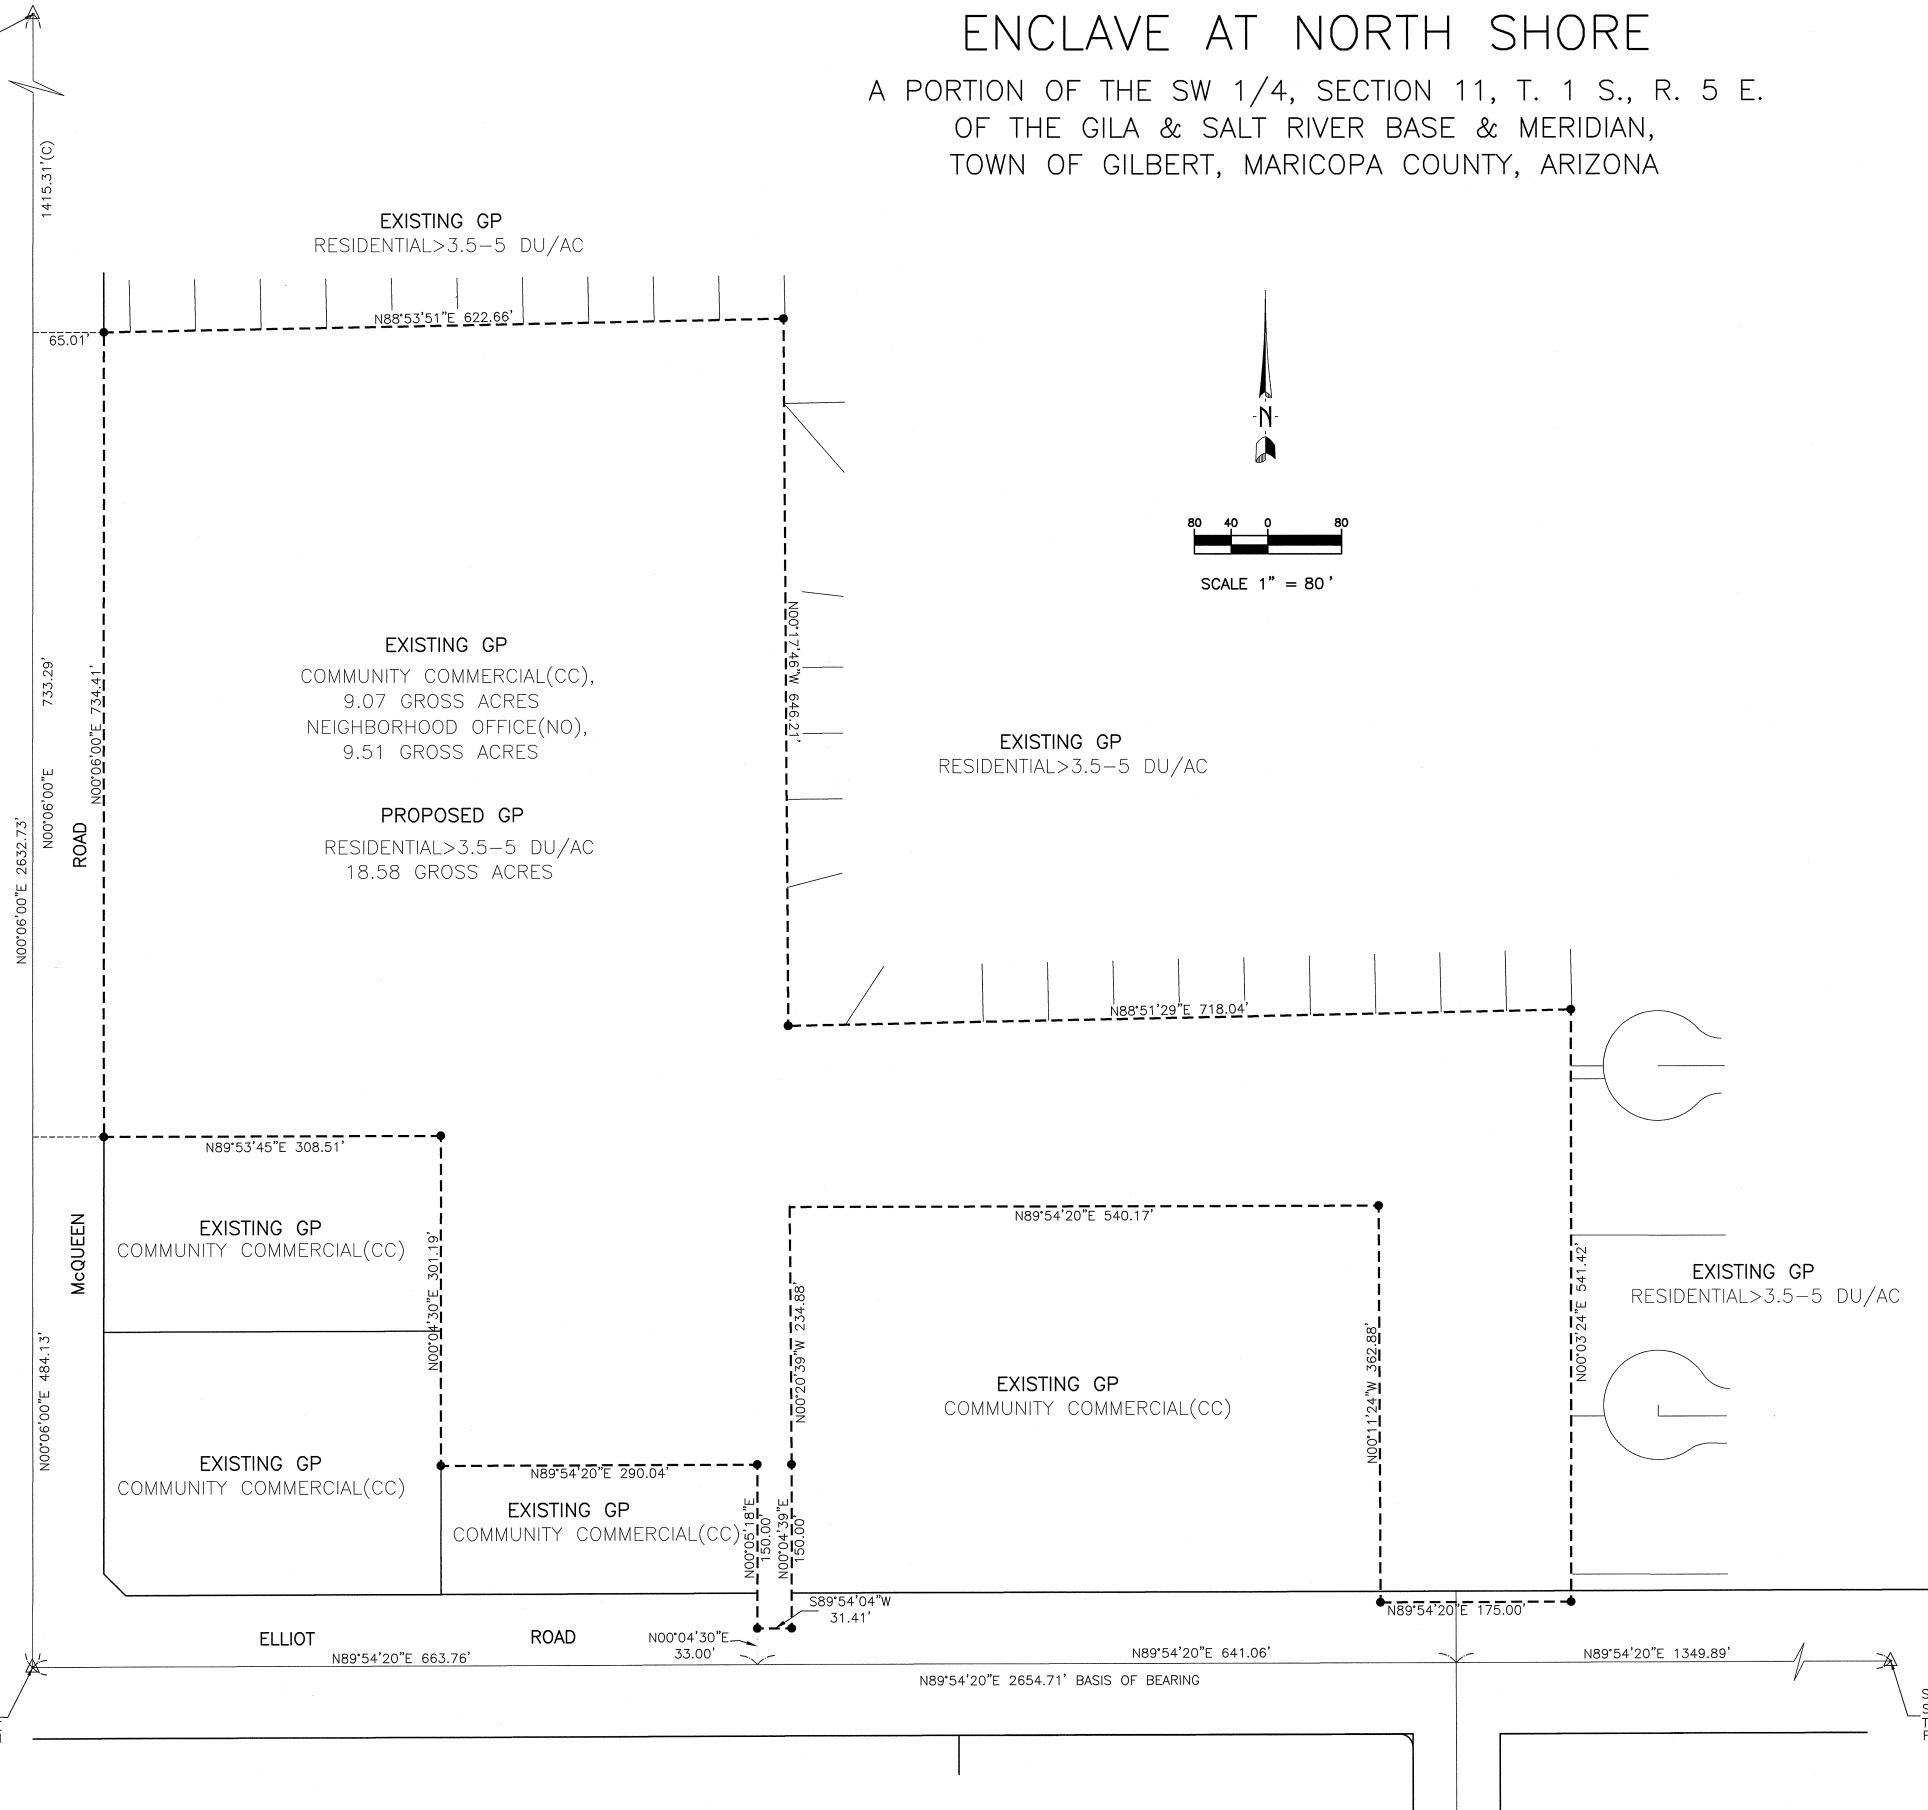 ENCLAVE AT NORTH SHORE
A PORTION OF THE SW 1/4, SECTION 11, T. 1 S., R. 5 E.
OF THE GILA & SALT RIVER BASE & MERIDIAN,
TOWN OF GILBERT, MARICOPA COUNTY, ARIZONA
1415.31'(C)
EXISTING GP
RESIDENTIAL>3.5-5 DU/AC
N88°53'51"E 622.66'
65.01'
N
80 40 0 80
SCALE 1" = 80'
N00°17'46"W 646.21'
EXISTING GP
COMMUNITY COMMERCIAL(CC),
9.07 GROSS ACRES
NEIGHBORHOOD OFFICE(NO),
9.51 GROSS ACRES
PROPOSED GP
RESIDENTIAL>3.5-5 DU/AC
18.58 GROSS ACRES
N00°06'00"E 734.41'
733.29'
N00°06'00"E
N00°06'00"E 2632.73'
ROAD
EXISTING GP
RESIDENTIAL>3.5-5 DU/AC
N88°51'29"E 718.04'
N89°53'45"E 308.51'
McQUEEN
EXISTING GP
COMMUNITY COMMERCIAL(CC)
N00°04'30"E 301.19'
N89°54'20"E 540.17'
N00°20'39"W 234.88'
N00°11'24"W 362.88'
N00°03'24"E 541.42'
EXISTING GP
RESIDENTIAL>3.5-5 DU/AC
N00°06'00"E 484.13'
EXISTING GP
COMMUNITY COMMERCIAL(CC)
EXISTING GP
COMMUNITY COMMERCIAL(CC)
N89°54'20"E 290.04'
EXISTING GP
COMMUNITY COMMERCIAL(CC)
N00°05'18"E
150.00'
N00°04'39"E
150.00'
S89°54'04"W
31.41'
N89°54'20"E 175.00'
ELLIOT ROAD
N00°04'30"E
33.00'
N89°54'20"E 663.76'
N89°54'20"E 641.06'
N89°54'20"E 1349.89'
N89°54'20"E 2654.71' BASIS OF BEARING